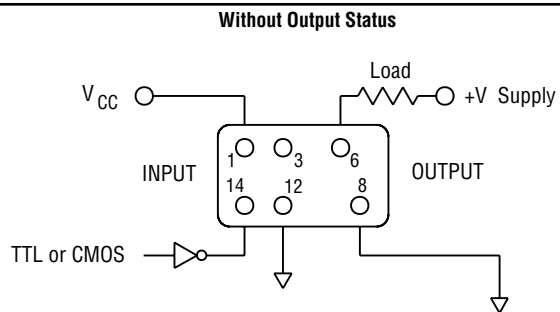 Without Output Status
Load
V CC
+V Supply
1 3 6
INPUT
OUTPUT
14 12 8
TTL or CMOS